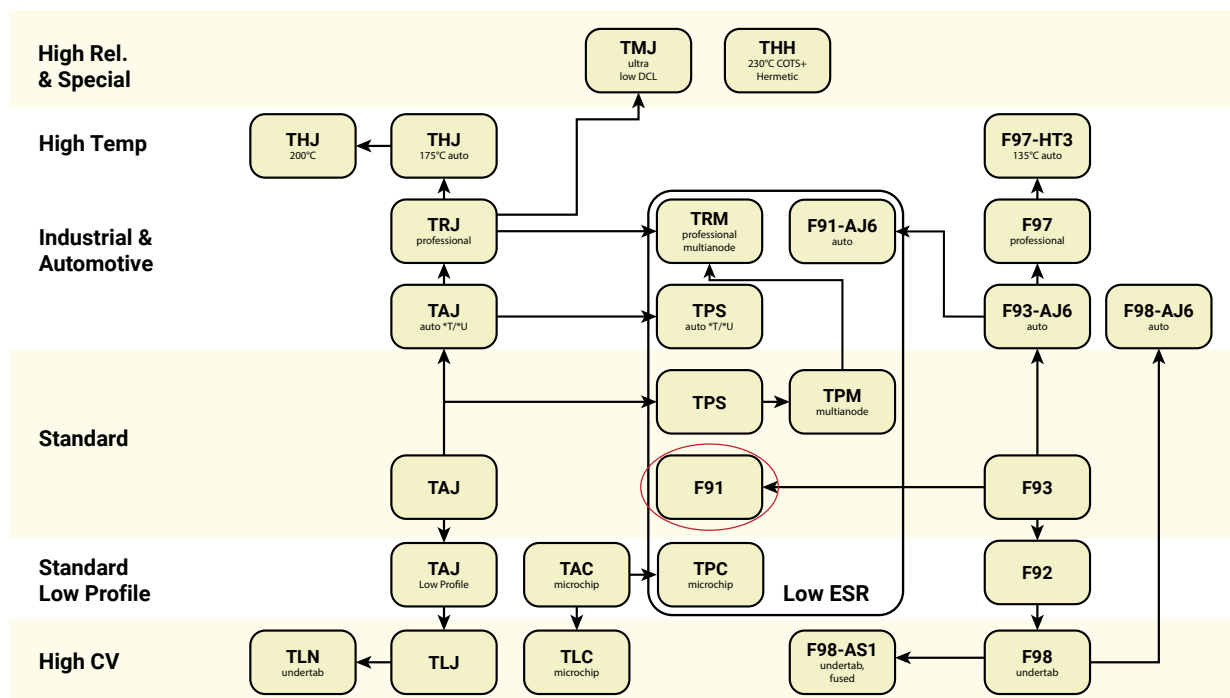 High Rel.
& Special
TMJ
ultra
low DCL
THH
230°C COTS+
Hermetic
High Temp
THJ
200°C
THJ
175°C auto
F97-HT3
135°C auto
Industrial &
Automotive
TRJ
professional
TRM
professional
multianode
F91-AJ6
auto
F97
professional
TAJ
auto *T/*U
TPS
auto *T/*U
F93-AJ6
auto
F98-AJ6
auto
Standard
TPS
TPM
multianode
TAJ
F91
F93
Standard
Low Profile
TAJ
Low Profile
TAC
microchip
TPC
microchip
Low ESR
F92
High CV
TLN
undertab
TLJ
TLC
microchip
F98-AS1
undertab,
fused
F98
undertab